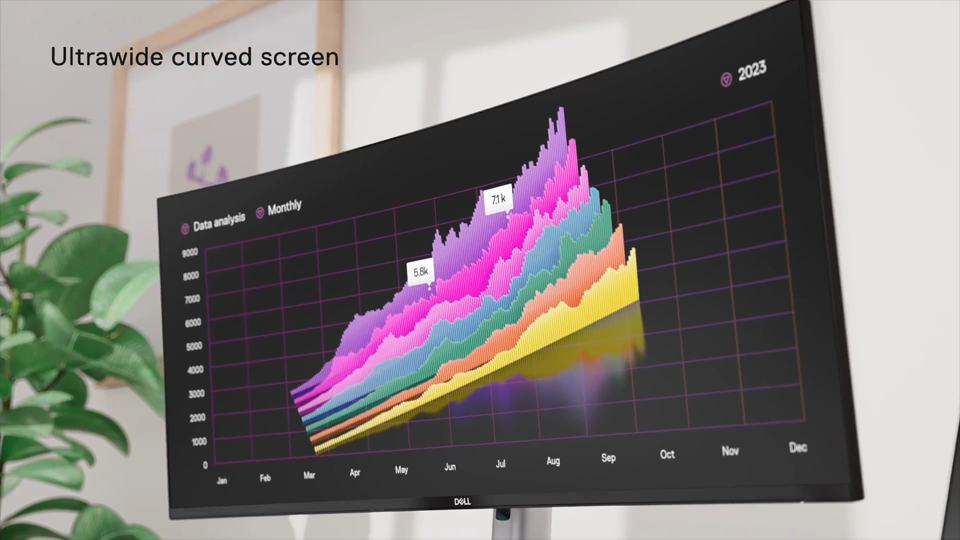 Ultrawide curved screen
2023
Data analysis
Monthly
9000
8000
7000
6000
5000
4000
3000
2000
1000
0
7.1k
5.8k
Jan
Feb
Mar
Apr
May
Jun
Jul
Aug
Sep
Oct
Nov
Dec
DELL